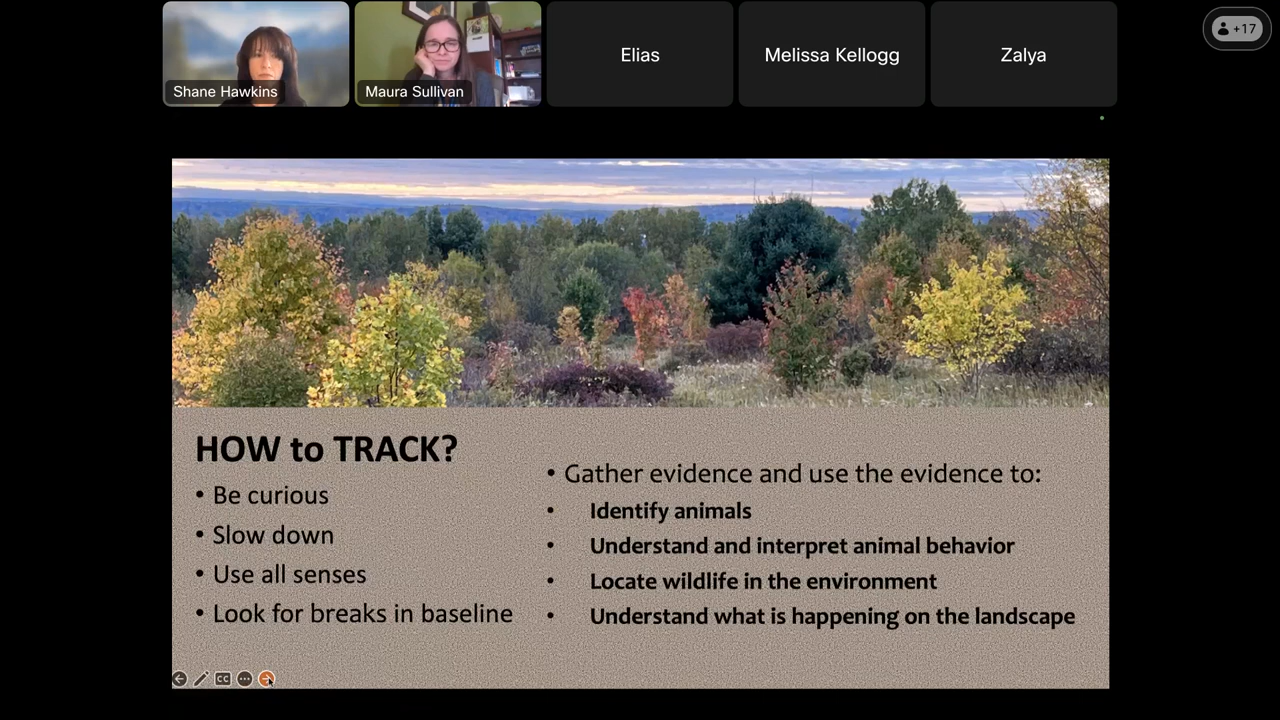 Elias
Melissa Kellogg
Zalya
+17
Shane Hawkins
Maura Sullivan
HOW to TRACK?
• Be curious
• Slow down
• Use all senses
• Look for breaks in baseline
• Gather evidence and use the evidence to:
• Identify animals
• Understand and interpret animal behavior
• Locate wildlife in the environment
• Understand what is happening on the landscape
CC